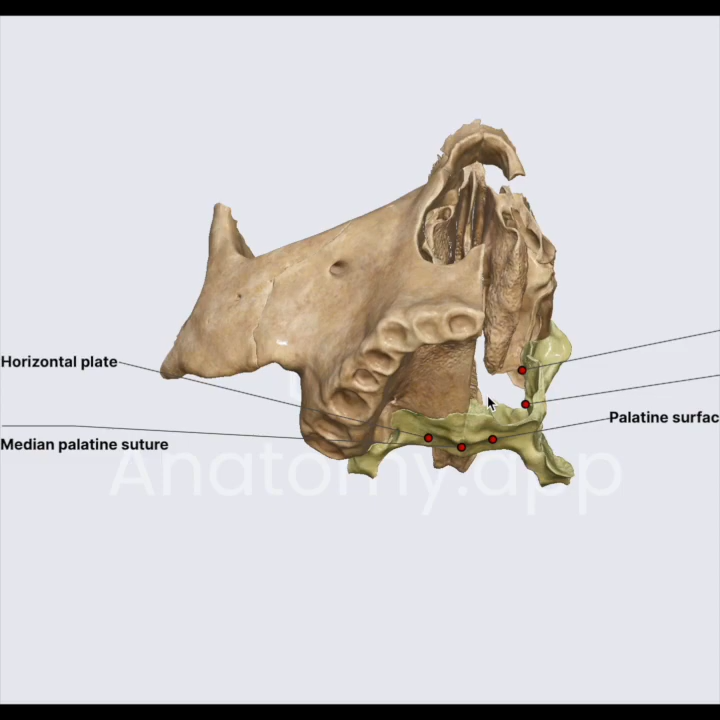 Horizontal plate
Palatine surfac
Median palatine suture
Anatomy.app